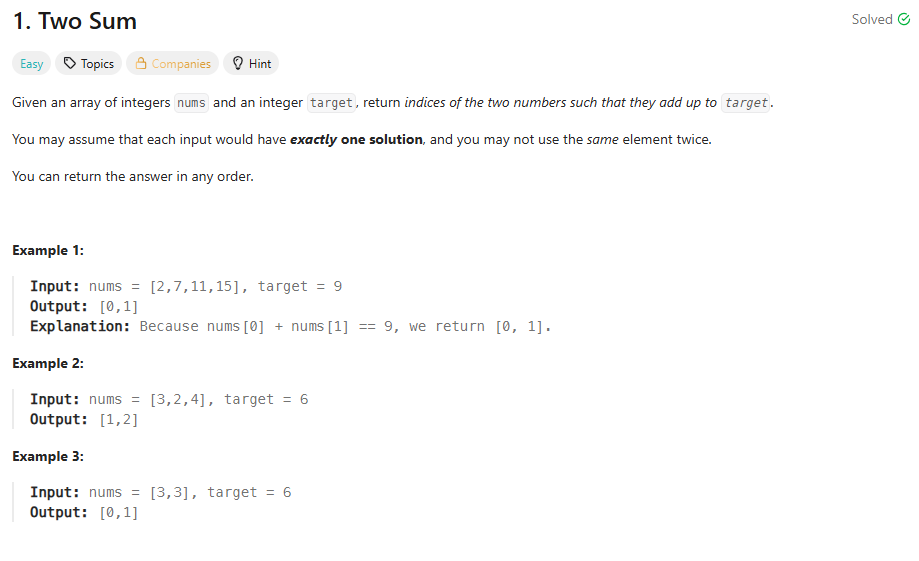 1. Two Sum
Solved
Easy
Topics
Companies
Hint
Given an array of integers nums and an integer target, return indices of the two numbers such that they add up to target.
You may assume that each input would have exactly one solution, and you may not use the same element twice.
You can return the answer in any order.
Example 1:
Input: nums = [2,7,11,15], target = 9
Output: [0,1]
Explanation: Because nums[0] + nums[1] == 9, we return [0, 1].
Example 2:
Input: nums = [3,2,4], target = 6
Output: [1,2]
Example 3:
Input: nums = [3,3], target = 6
Output: [0,1]